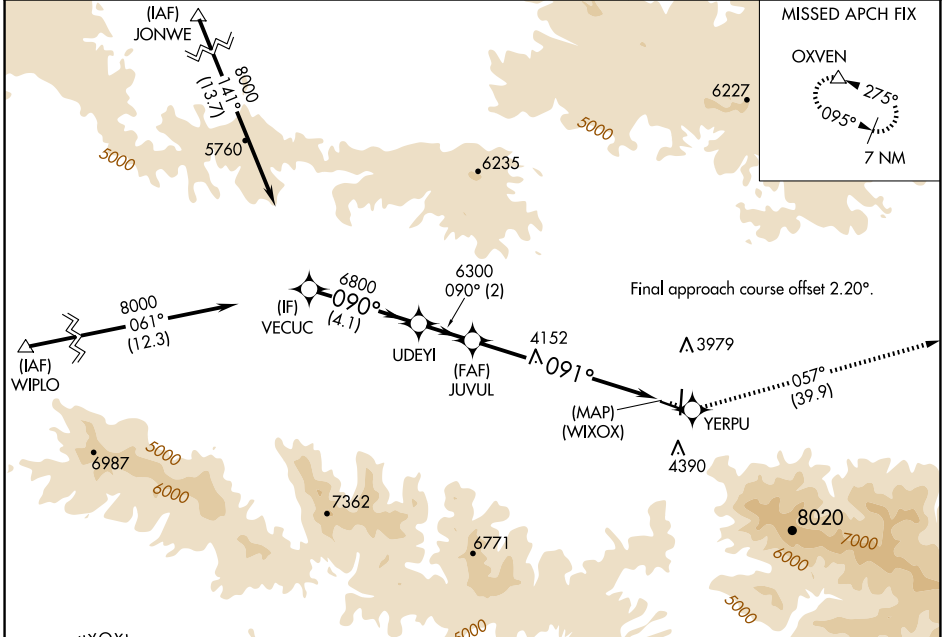 (IAF)
JONWE
8000
141°
(13.7)
5760
5000
6235
5000
6227
MISSED APCH FIX
OXVEN
275°
095°
7 NM
8000
061°
(12.3)
(IAF)
WIPLO
(IF)
VECUC
6800
090°
(4.1)
UDEYI
6300
090° (2)
(FAF)
JUVUL
4152
091°
Final approach course offset 2.20°.
3979
(MAP)
(WIXOX)
YERPU
057°
(39.9)
4390
6987
5000
6000
7362
6771
8020
7000
6000
5000
5000